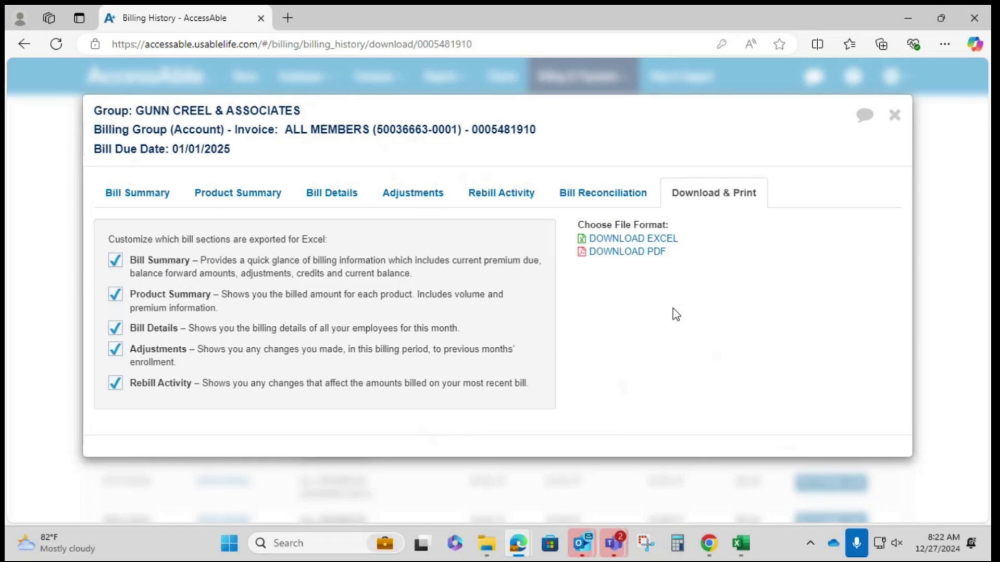 Billing History - AccessAble
https://accessable.usablelife.com/#/billing/billing_history/download/0005481910
AccessAble
Group: GUNN CREEL & ASSOCIATES
Billing Group (Account) - Invoice: ALL MEMBERS (50036663-0001) - 0005481910
Bill Due Date: 01/01/2025
Bill Summary Product Summary Bill Details Adjustments Rebill Activity Bill Reconciliation Download & Print
Customize which bill sections are exported for Excel:
Bill Summary – Provides a quick glance of billing information which includes current premium due,
balance forward amounts, adjustments, credits and current balance.
Product Summary – Shows you the billed amount for each product. Includes volume and
premium information.
Bill Details – Shows you the billing details of all your employees for this month.
Adjustments – Shows you any changes you made, in this billing period, to previous months'
enrollment.
Rebill Activity – Shows you any changes that affect the amounts billed on your most recent bill.
Choose File Format:
DOWNLOAD EXCEL
DOWNLOAD PDF
82°F
Mostly cloudy
Search
2
8:22 AM
12/27/2024